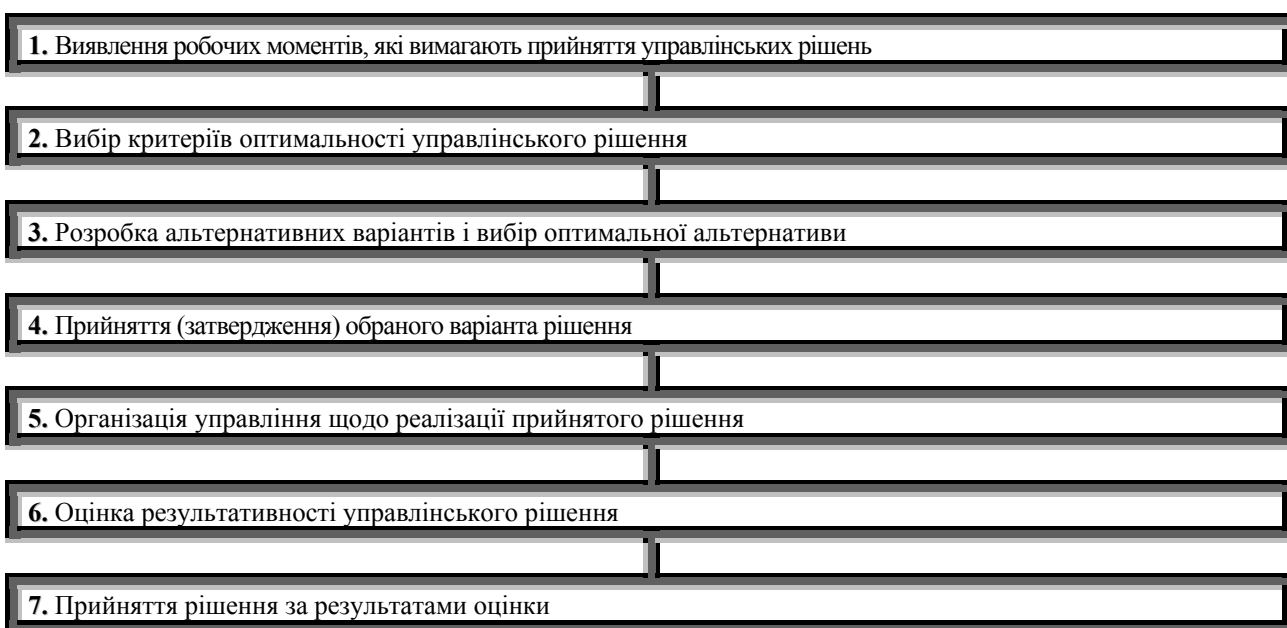 1. Виявлення робочих моментів, які вимагають прийняття управлінських рішень
2. Вибір критеріїв оптимальності управлінського рішення
3. Розробка альтернативних варіантів і вибір оптимальної альтернативи
4. Прийняття (затвердження) обраного варіанта рішення
5. Організація управління щодо реалізації прийнятого рішення
6. Оцінка результативності управлінського рішення
7. Прийняття рішення за результатами оцінки